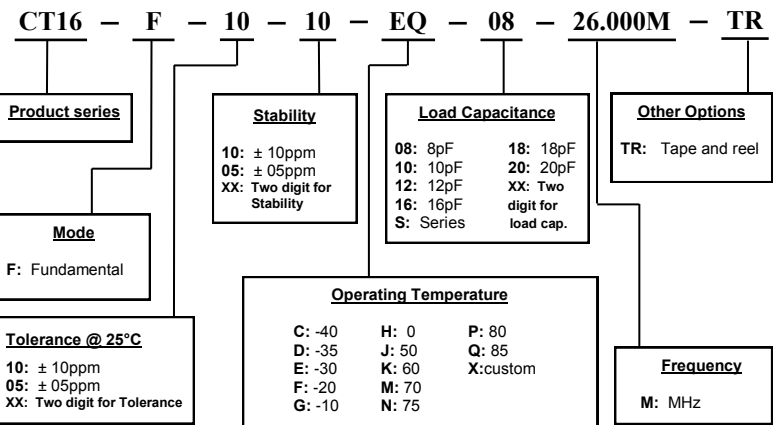 CT16 – F – 10 – 10 – EQ – 08 – 26.000M – TR
Product series
Mode
F: Fundamental
Tolerance @ 25°C
10: ± 10ppm
05: ± 05ppm
XX: Two digit for Tolerance
Stability
10: ± 10ppm
05: ± 05ppm
XX: Two digit for
Stability
Operating Temperature
C: -40 H: 0 P: 80
D: -35 J: 50 Q: 85
E: -30 K: 60 X:custom
F: -20 M: 70
G: -10 N: 75
Load Capacitance
08: 8pF 18: 18pF
10: 10pF 20: 20pF
12: 12pF XX: Two
16: 16pF digit for
S: Series load cap.
Frequency
M: MHz
Other Options
TR: Tape and reel